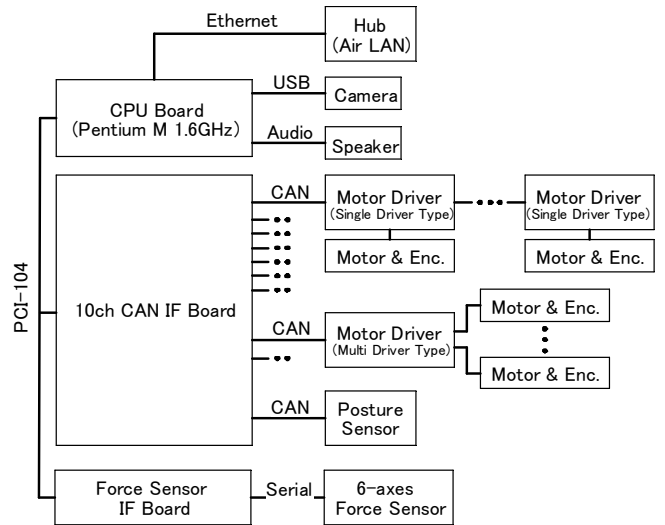 Ethernet
Hub
(Air LAN)
CPU Board
(Pentium M 1.6GHz)
USB
Camera
Audio
Speaker
PCI-104
10ch CAN IF Board
CAN
Motor Driver
(Single Driver Type)
Motor Driver
(Single Driver Type)
Motor & Enc.
Motor & Enc.
CAN
Motor Driver
(Multi Driver Type)
Motor & Enc.
Motor & Enc.
CAN
Posture
Sensor
Force Sensor
IF Board
Serial
6-axes
Force Sensor